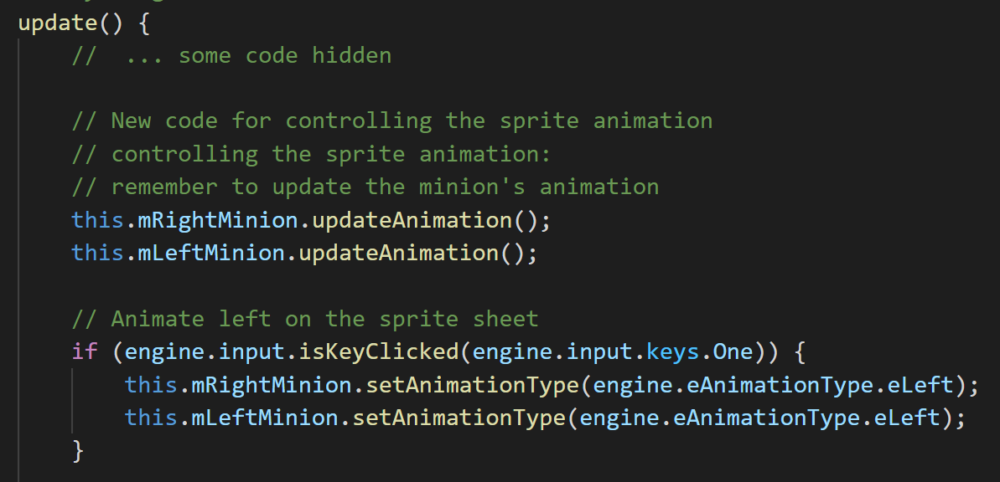 update() {
    //  ... some code hidden

    // New code for controlling the sprite animation
    // controlling the sprite animation:
    // remember to update the minion's animation
    this.mRightMinion.updateAnimation();
    this.mLeftMinion.updateAnimation();

    // Animate left on the sprite sheet
    if (engine.input.isKeyClicked(engine.input.keys.One)) {
        this.mRightMinion.setAnimationType(engine.eAnimationType.eLeft);
        this.mLeftMinion.setAnimationType(engine.eAnimationType.eLeft);
    }